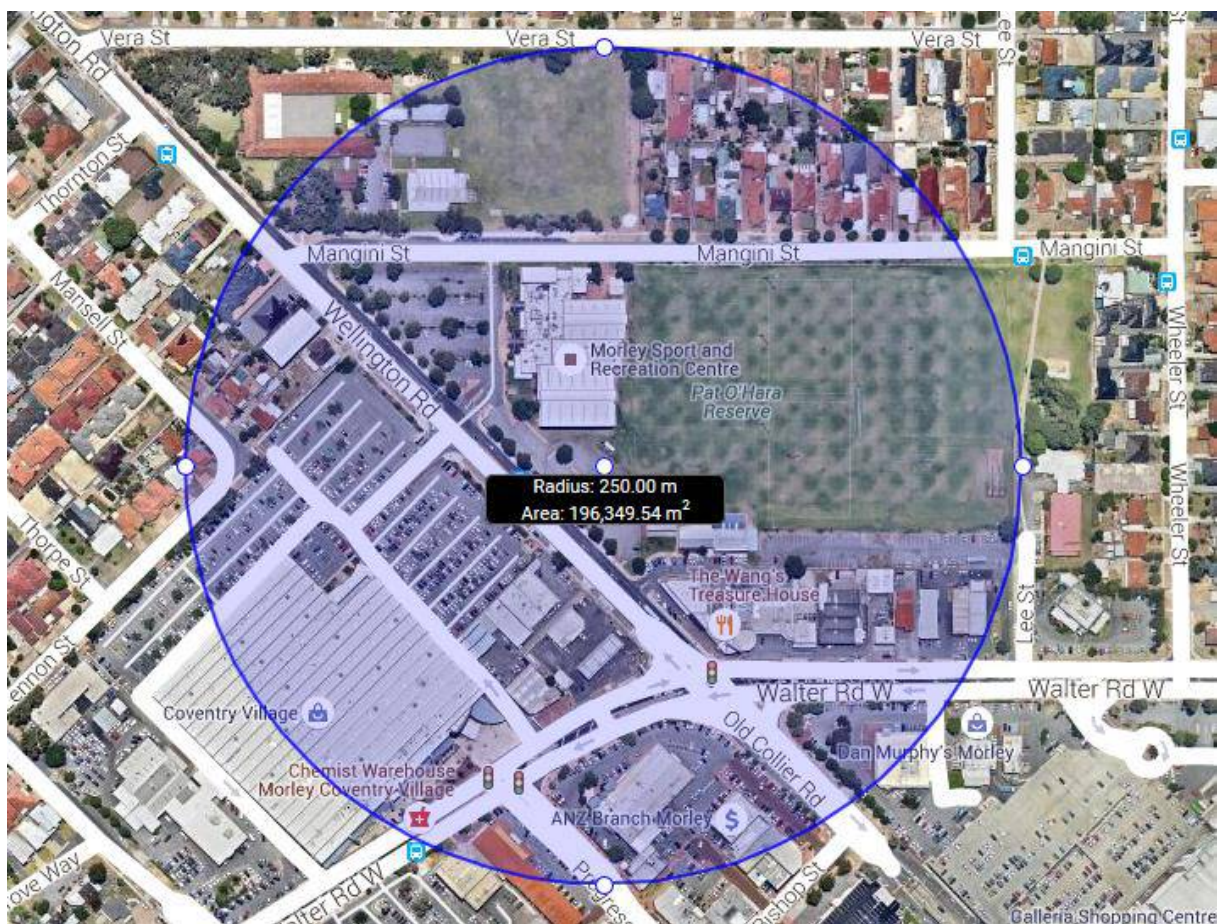 Vera St
Vera St
Vera St
Lee St
Thornton St
Mangini St
Mangini St
Mangini St
Mansell St
Wellington Rd
Wheeler St
Morley Sport and
Recreation Centre
Pat O'Hara
Reserve
Wheeler St
Radius: 250.00 m
Area: 196,349.54 m²
Thorpe St
The Wang's
Treasure House
Lee St
Walter Rd W
Walter Rd W
Coventry Village
Old Collier Rd
Dan Murphy's Morley
Chemist Warehouse
Morley Coventry Village
ANZ Branch Morley
$
Galleria Shopping Centre